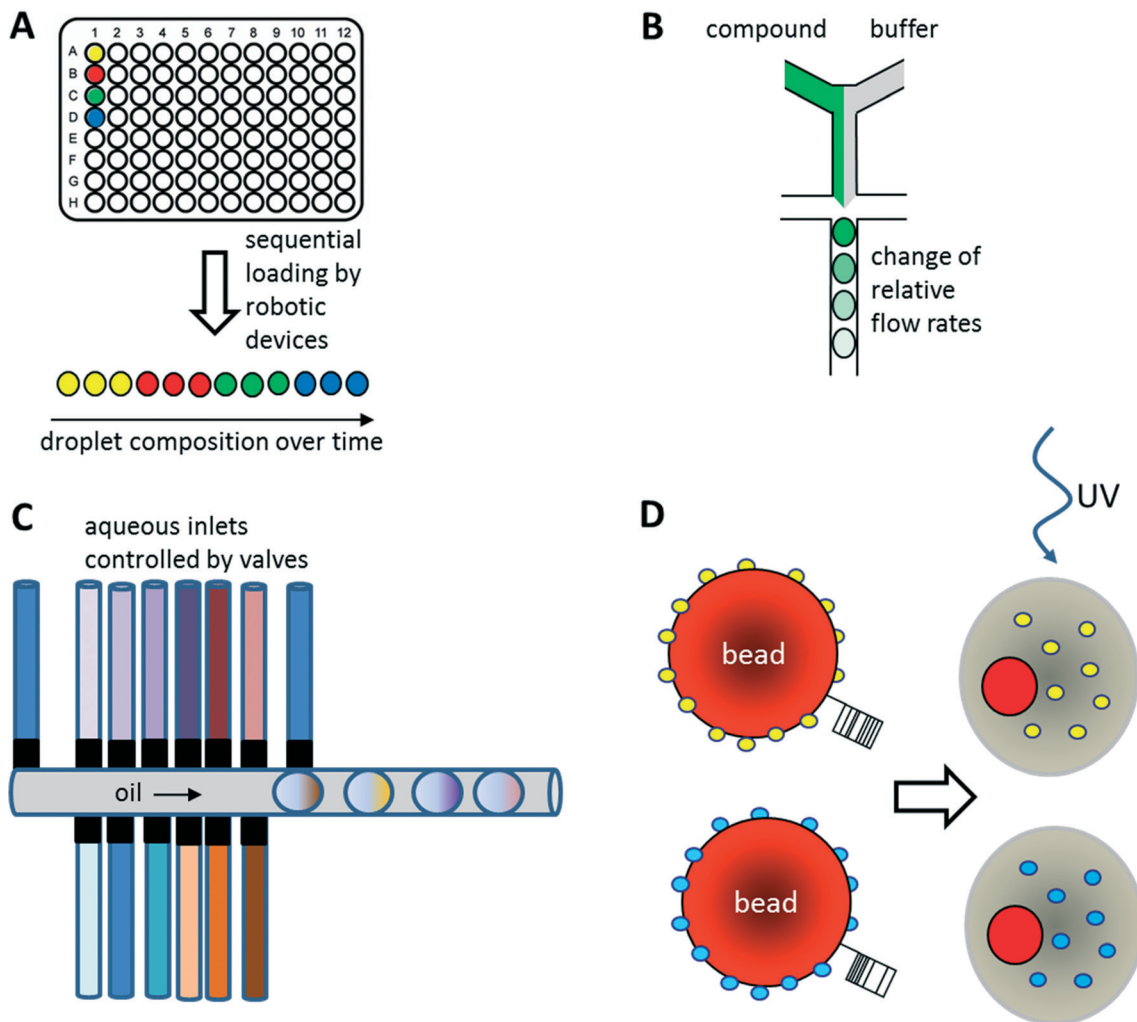 A
1 2 3 4 5 6 7 8 9 10 11 12
A
B
C
D
E
F
G
H
sequential
loading by
robotic
devices
droplet composition over time
B
compound buffer
change of
relative
flow rates
C
aqueous inlets
controlled by valves
oil
D
UV
bead
bead